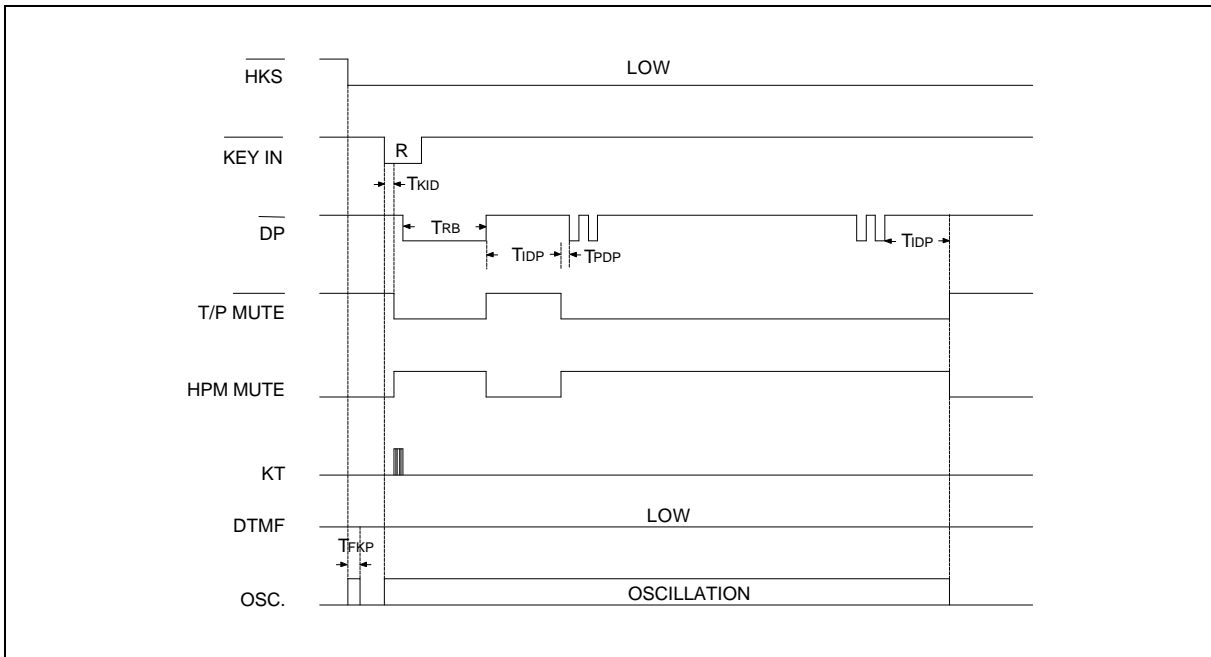 HKS
LOW
KEY IN
R
TKID
DP
TRB
TIDP
TPDP
TIDP
T/P MUTE
HPM MUTE
KT
DTMF
LOW
TFKP
OSC.
OSCILLATION